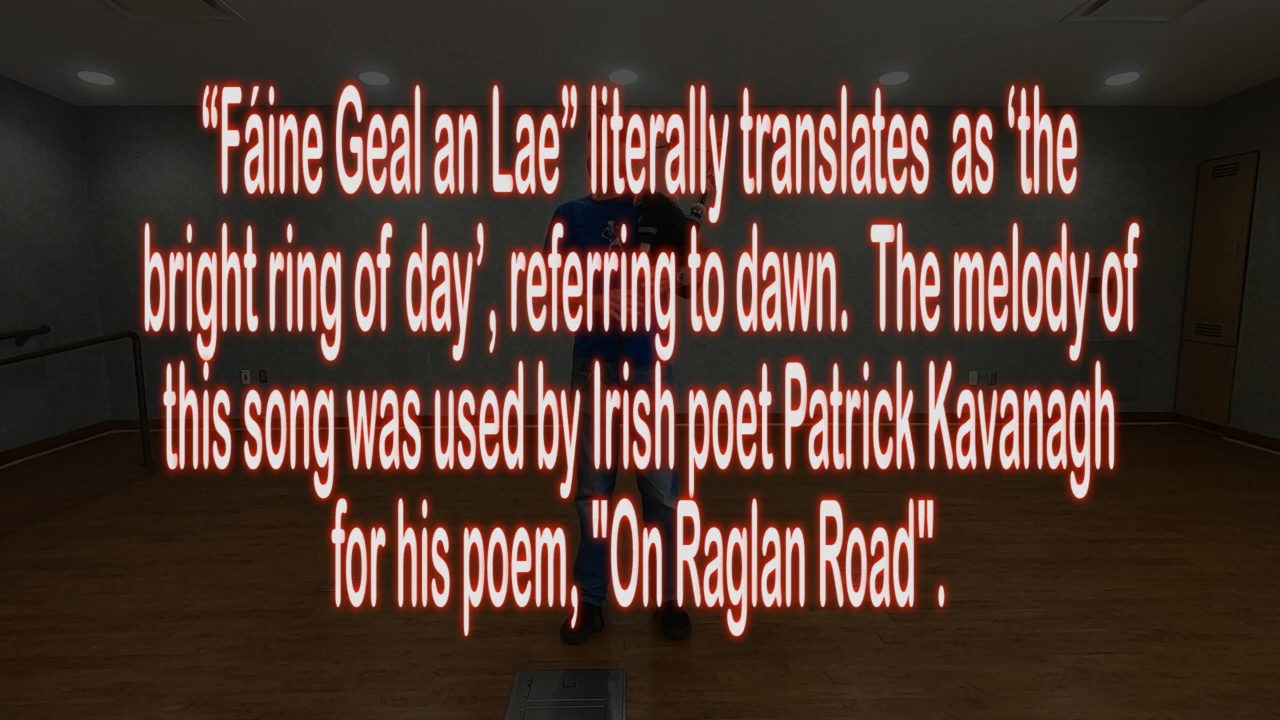 “Fáine Geal an Lae” literally translates  as ‘the
bright ring of day’, referring to dawn.  The melody of
this song was used by Irish poet Patrick Kavanagh
for his poem, "On Raglan Road".